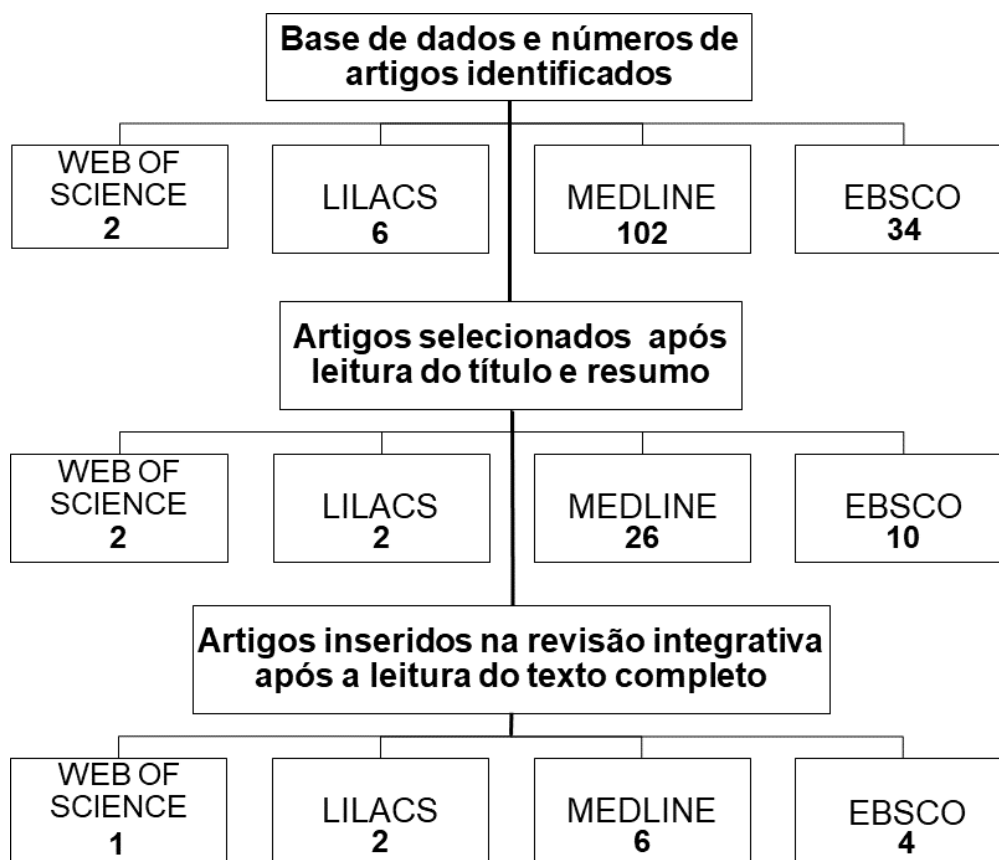 Base de dados e números de
artigos identificados
WEB OF
SCIENCE
2
LILACS
6
MEDLINE
102
EBSCO
34
Artigos selecionados após
leitura do título e resumo
WEB OF
SCIENCE
2
LILACS
2
MEDLINE
26
EBSCO
10
Artigos inseridos na revisão integrativa
após a leitura do texto completo
WEB OF
SCIENCE
1
LILACS
2
MEDLINE
6
EBSCO
4